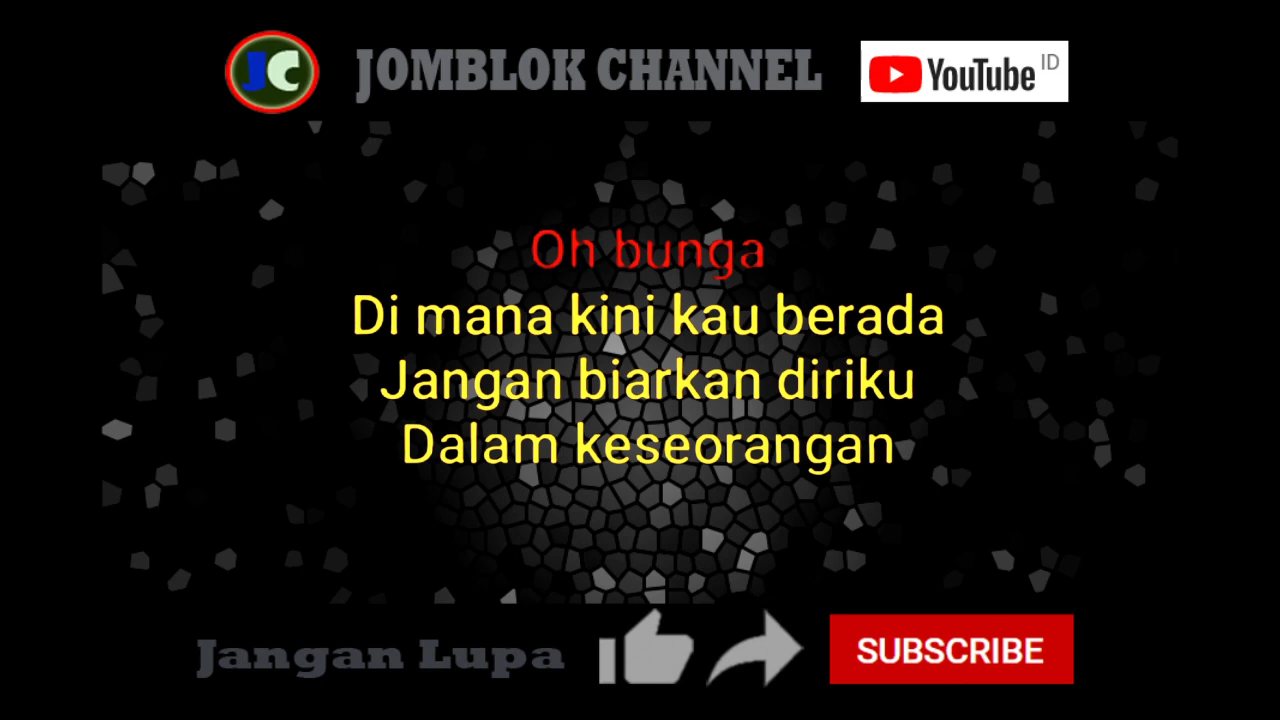 JC JOMBLOK CHANNEL YouTube ID
Oh bunga
Di mana kini kau berada
Jangan biarkan diriku
Dalam keseorangan
Jangan Lupa SUBSCRIBE